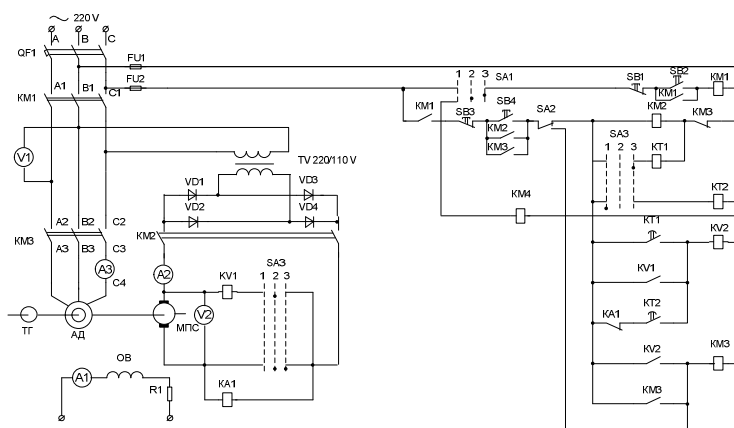 ~ 220 V
A B C
QF1
FU1
FU2
A1 B1 C1
KM1
1 2 3 SA1
SB1 SB2 KM1
KM1
KM1 SB3 SB4 SA2
KM2
KM3
KM2 KM3
SA3
1 2 3 KT1
KT2
V1
TV 220/110 V
VD1 VD3
VD2 VD4
KM4
A2 B2 C2
KM3
A3 B3 C3
A3
C4
KM2
A2
KV1
SA3
1 2 3
V2
МПС
ТГ
АД
KA1
KT1 KV2
KV1
KA1 KT2
KV2 KM3
KM3
ОВ
A1
R1